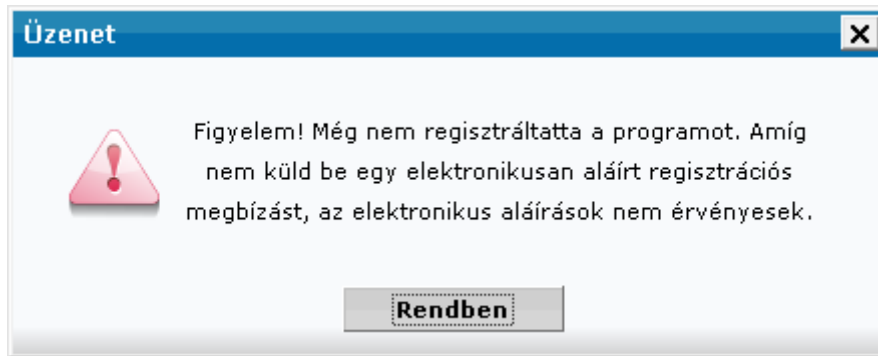 Üzenet
Figyelem! Még nem regisztráltatta a programot. Amíg
nem küld be egy elektronikusan aláírt regisztrációs
megbízást, az elektronikus aláírások nem érvényesek.
Rendben